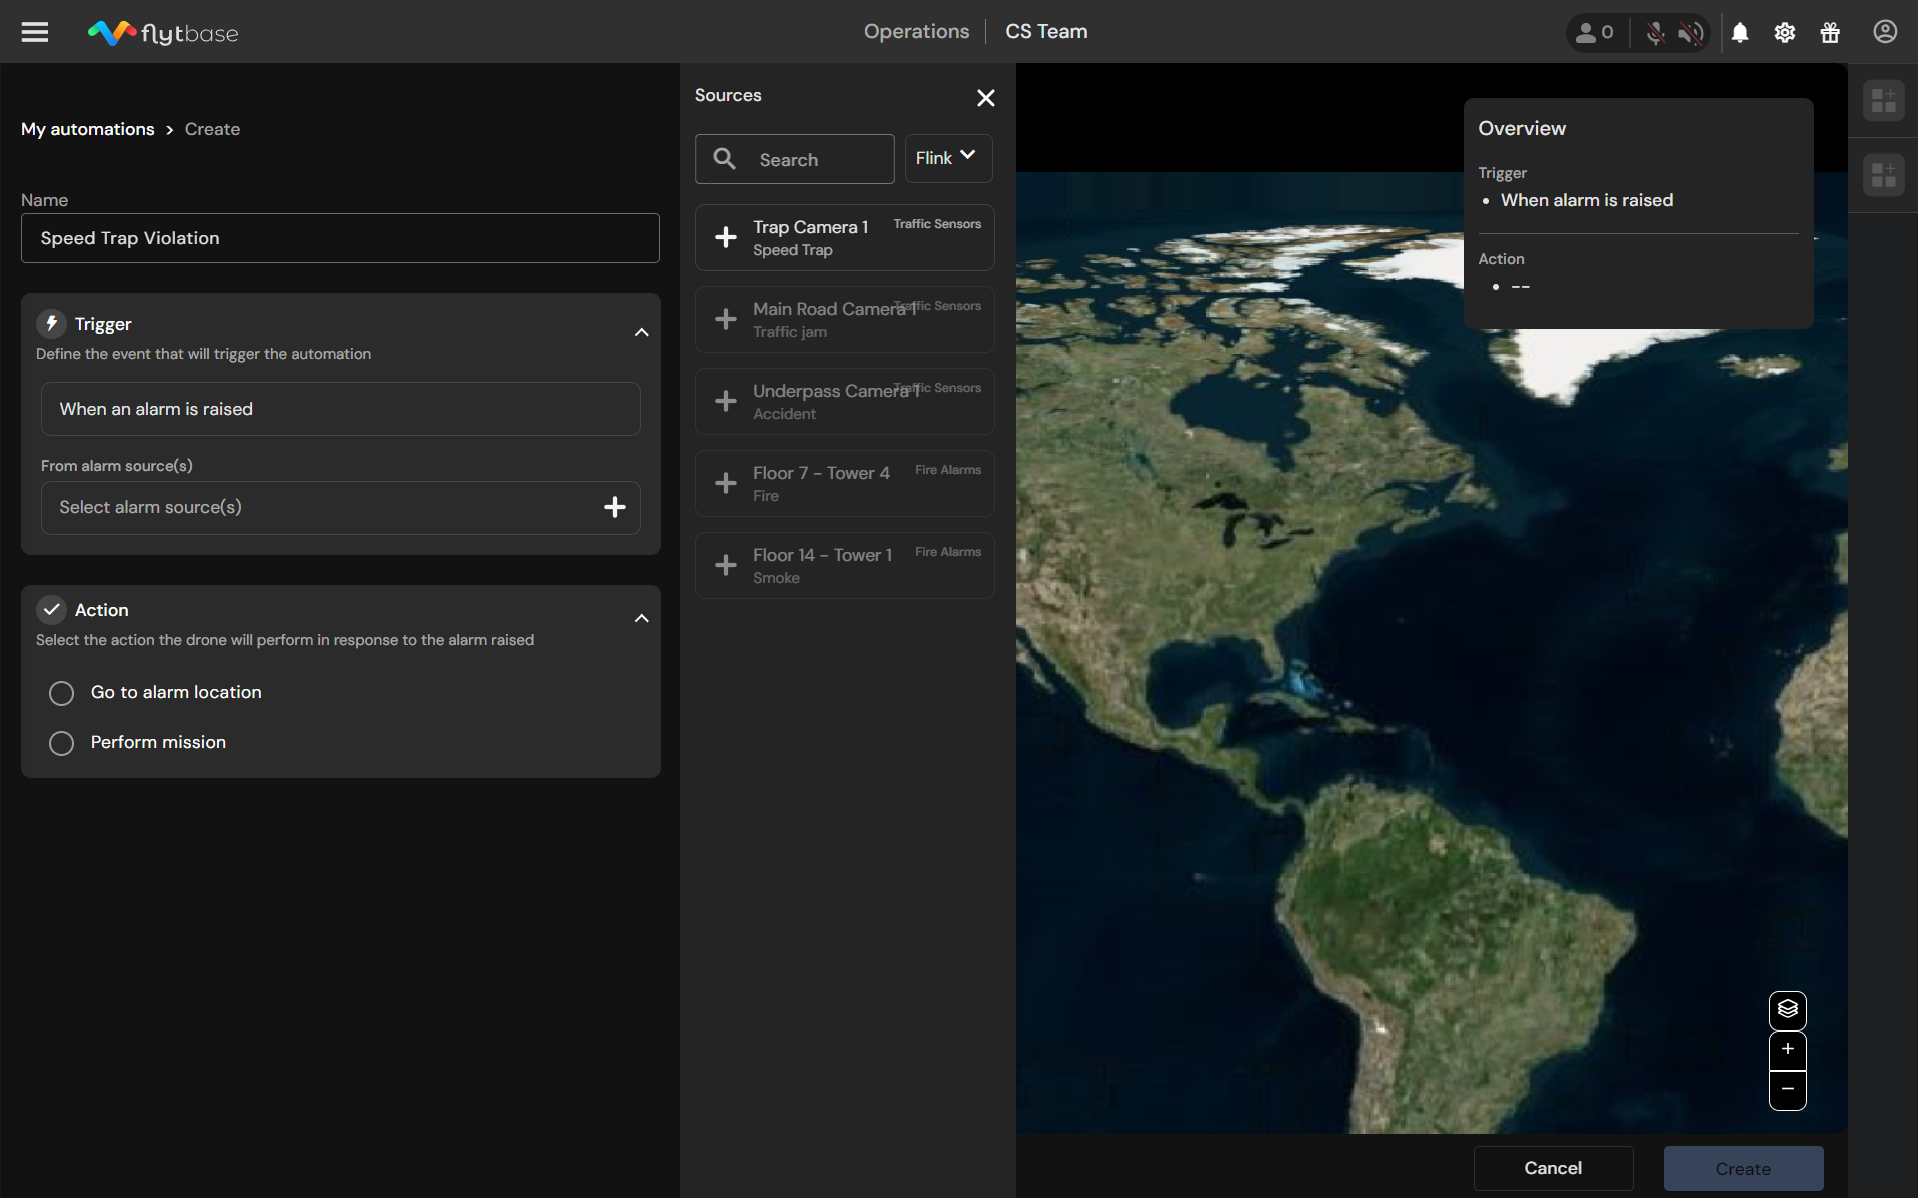 flytbase
Operations
CS Team
0
My automations > Create
Name
Speed Trap Violation
Trigger
Define the event that will trigger the automation
When an alarm is raised
From alarm source(s)
Select alarm source(s)
Action
Select the action the drone will perform in response to the alarm raised
Go to alarm location
Perform mission
Sources
Search
Flink
Trap Camera 1
Traffic Sensors
Speed Trap
Main Road Camera 1
Traffic Sensors
Traffic jam
Underpass Camera 1
Traffic Sensors
Accident
Floor 7 - Tower 4
Fire Alarms
Fire
Floor 14 - Tower 1
Fire Alarms
Smoke
Overview
Trigger
• When alarm is raised
Action
• --
+
−
Cancel
Create